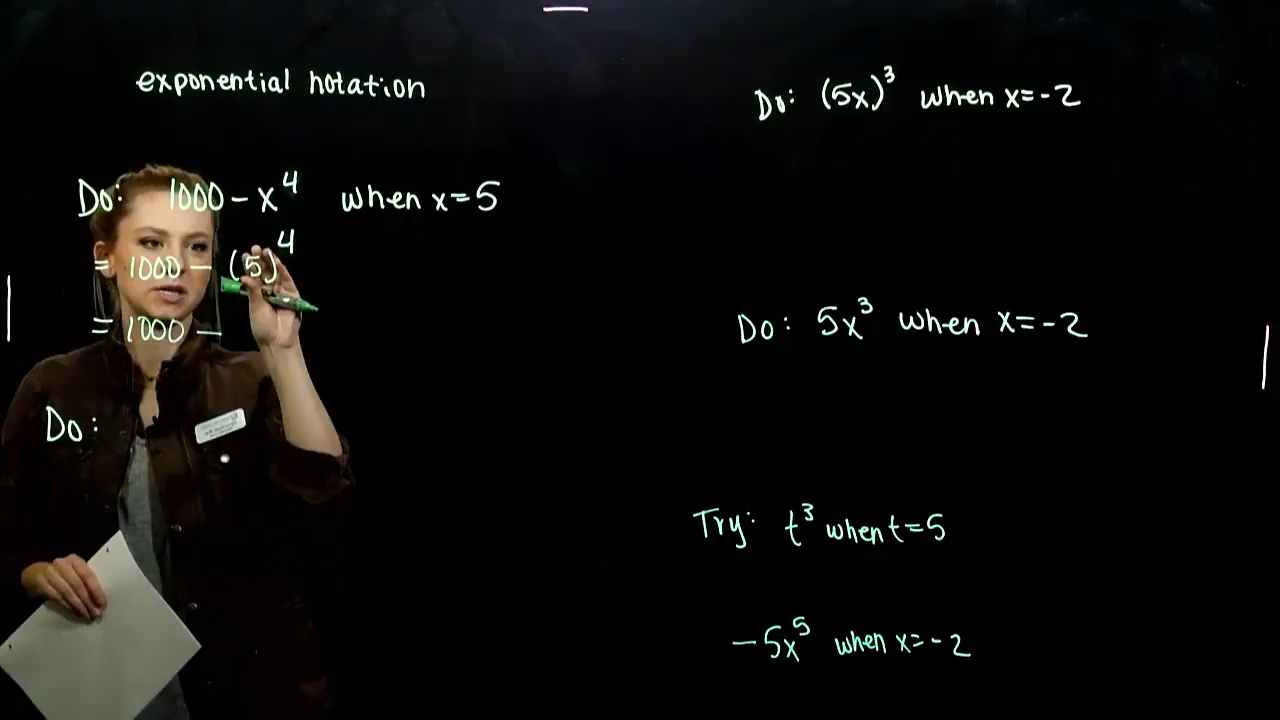 exponential notation
Do: 1000 - x⁴ when x=5
= 1000 - (5)⁴
= 1000 -
Do:
Do: (5x)³ when x=-2
Do: 5x³ when x=-2
Try: t³ when t=5
-5x⁵ when x=-2